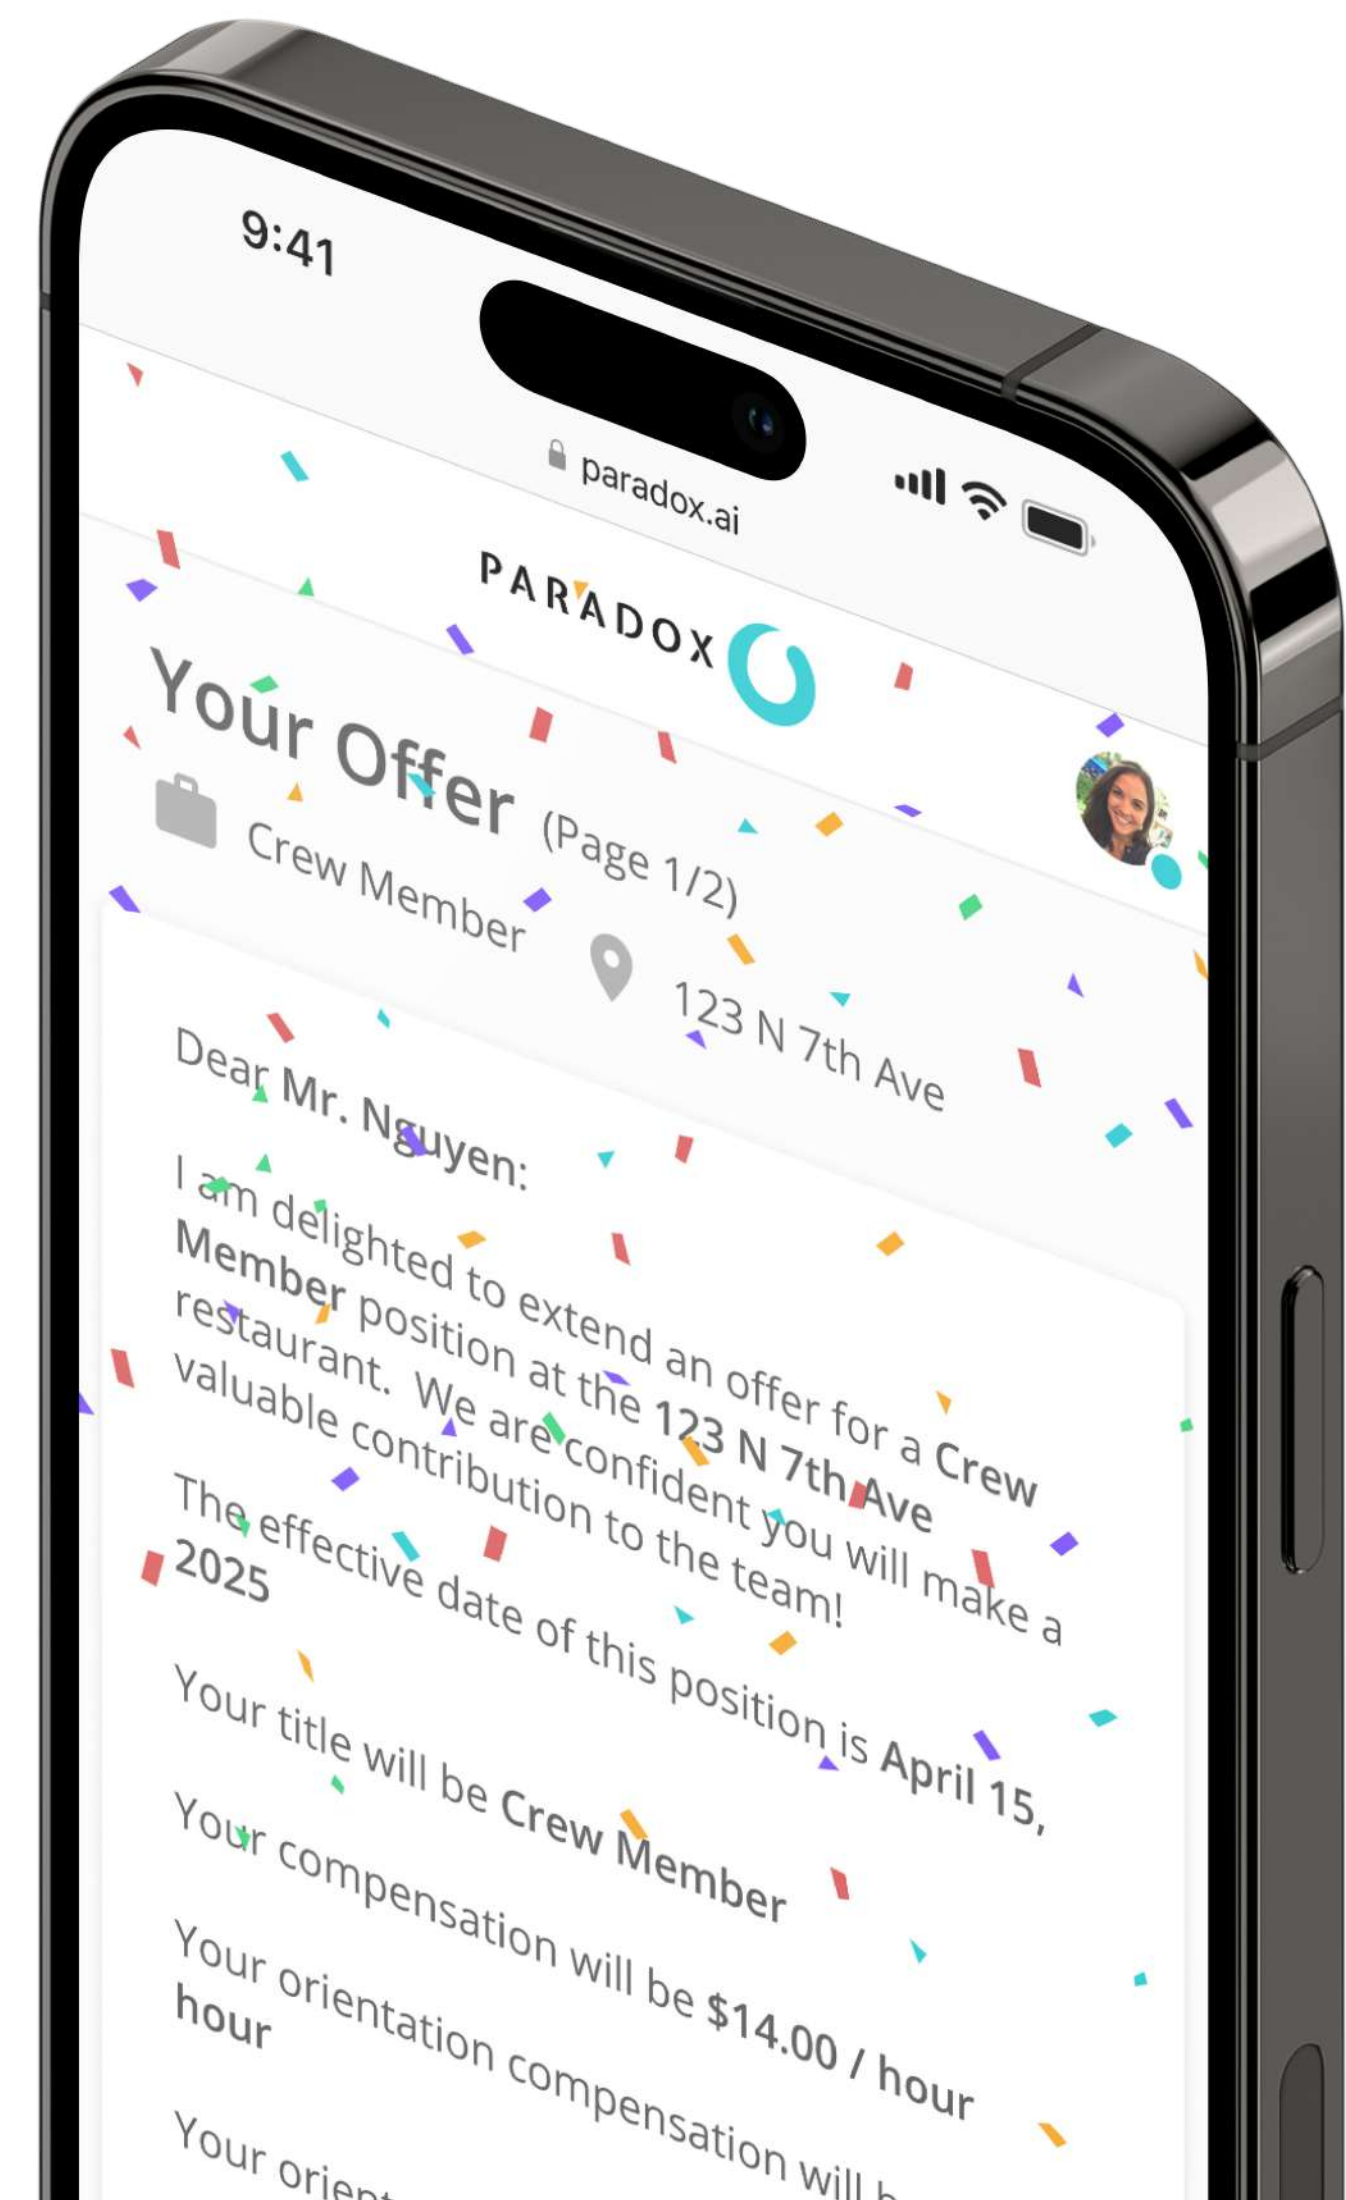 9:41
paradox.ai
PARADOX
Your Offer (Page 1/2)
Crew Member
123 N 7th Ave
Dear Mr. Nguyen:
I am delighted to extend an offer for a Crew
Member position at the 123 N 7th Ave
restaurant. We are confident you will make a
valuable contribution to the team!
The effective date of this position is April 15,
2025
Your title will be Crew Member
Your compensation will be $14.00 / hour
Your orientation compensation will
hour
Your